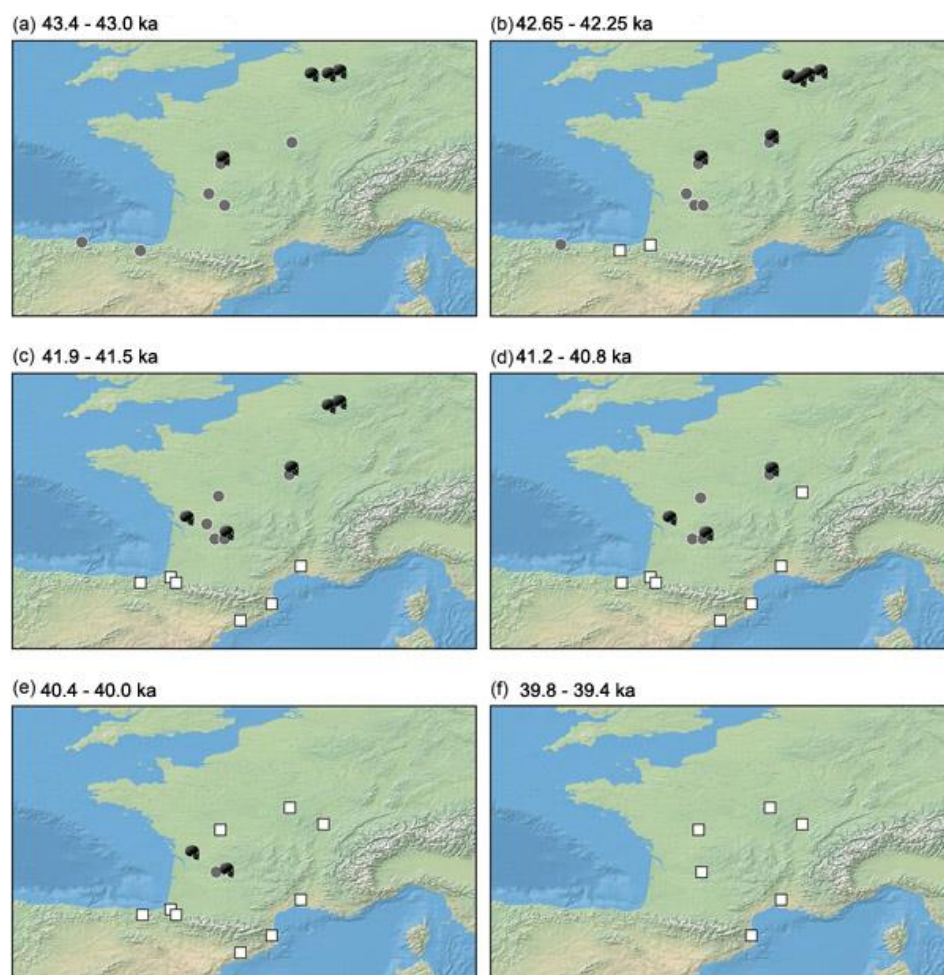 (a) 43.4 - 43.0 ka
(b) 42.65 - 42.25 ka
(c) 41.9 - 41.5 ka
(d) 41.2 - 40.8 ka
(e) 40.4 - 40.0 ka
(f) 39.8 - 39.4 ka